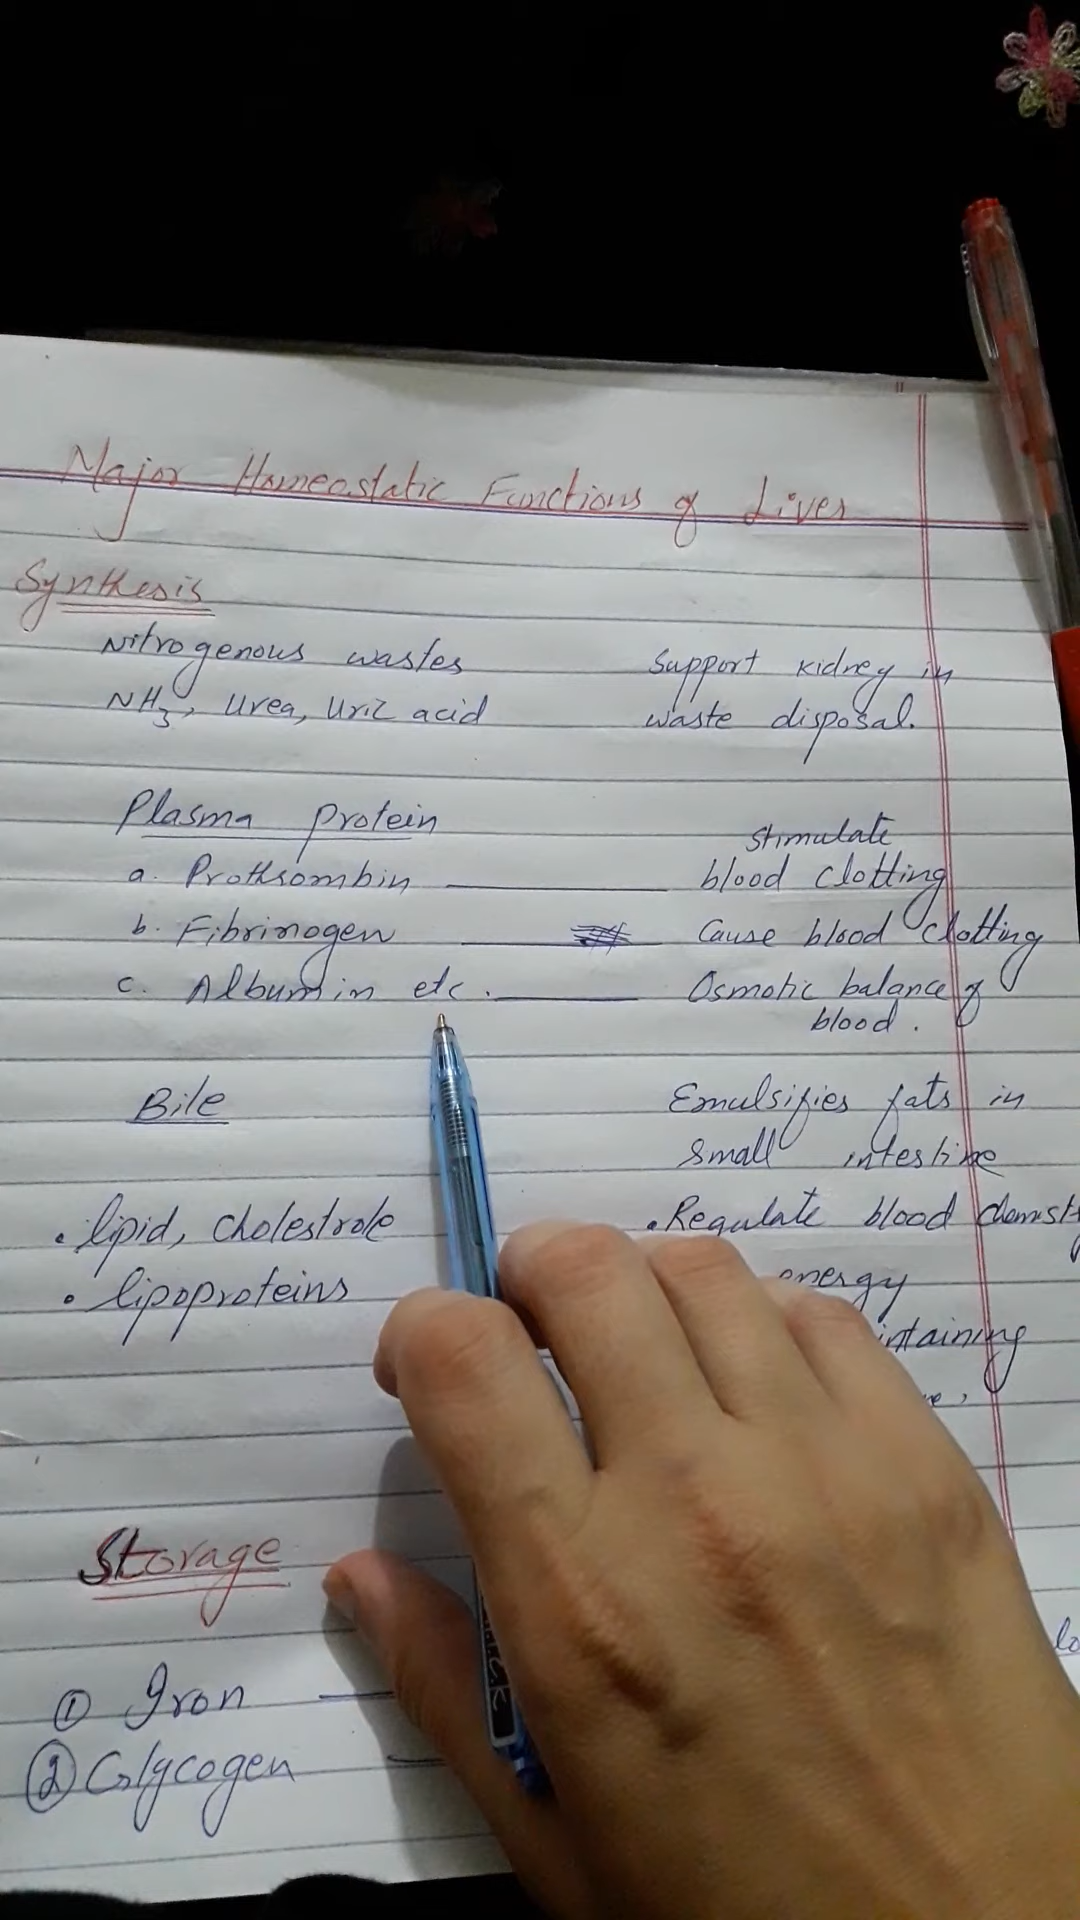 Major Homeostatic Functions of Liver
Synthesis
Nitrogenous wastes Support kidney in
NH3, Urea, Uric acid waste disposal.
Plasma protein
Stimulate
a. Prothrombin blood clotting
b. Fibrinogen Cause blood clotting
c. Albumin etc. Osmotic balance of
blood.
Bile Emulsifies fats in
small intestine
• lipid, cholestrole • Regulate blood
• lipoproteins energy
Storage
① Iron
② Glycogen